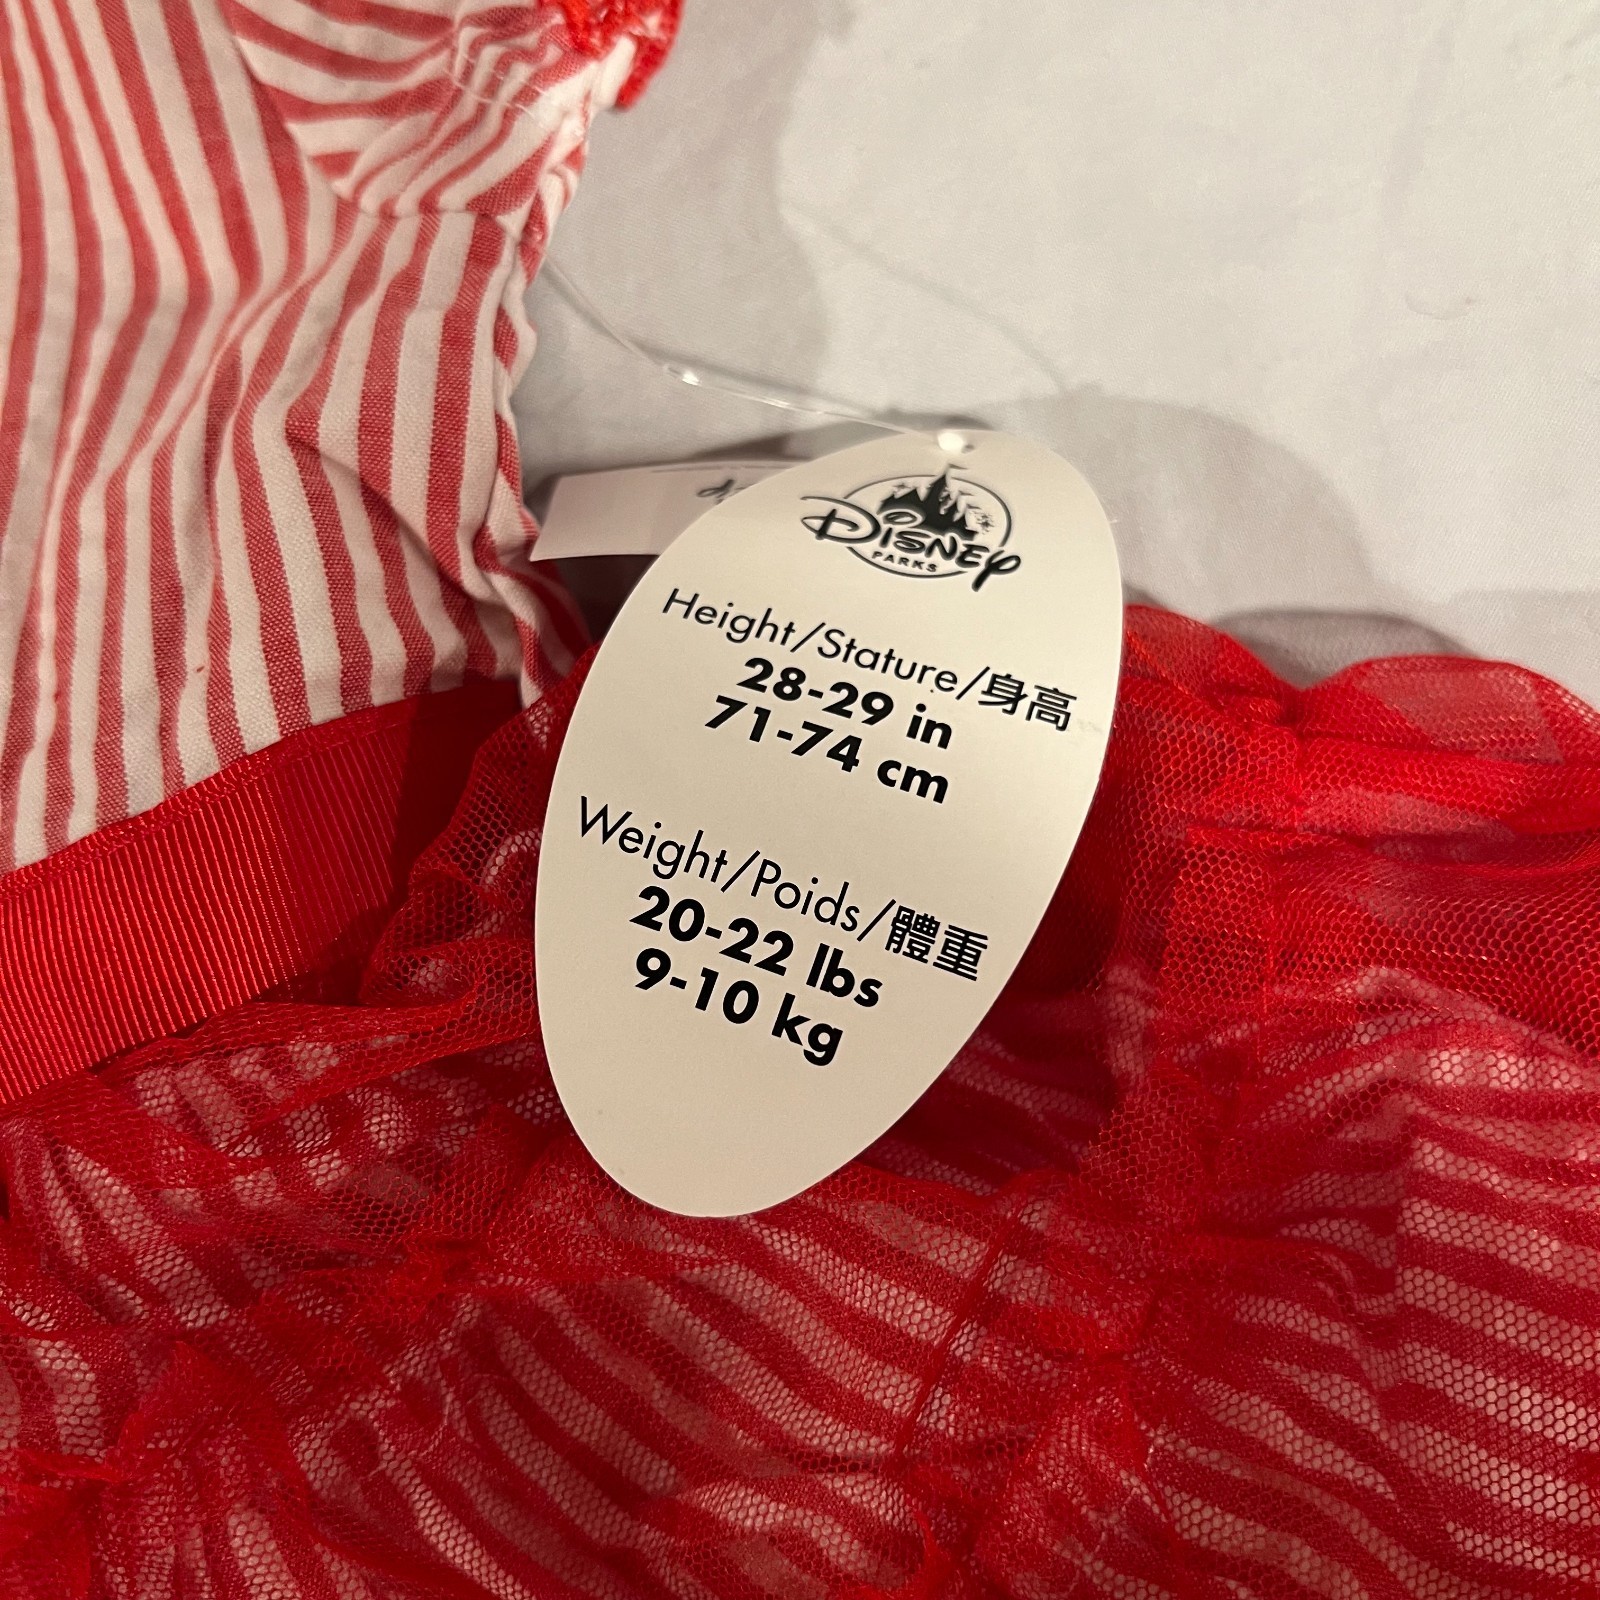 Disney
PARKS
Height/Stature/身高
28-29 in
71-74 cm
Weight/Poids/體重
20-22 lbs
9-10 kg